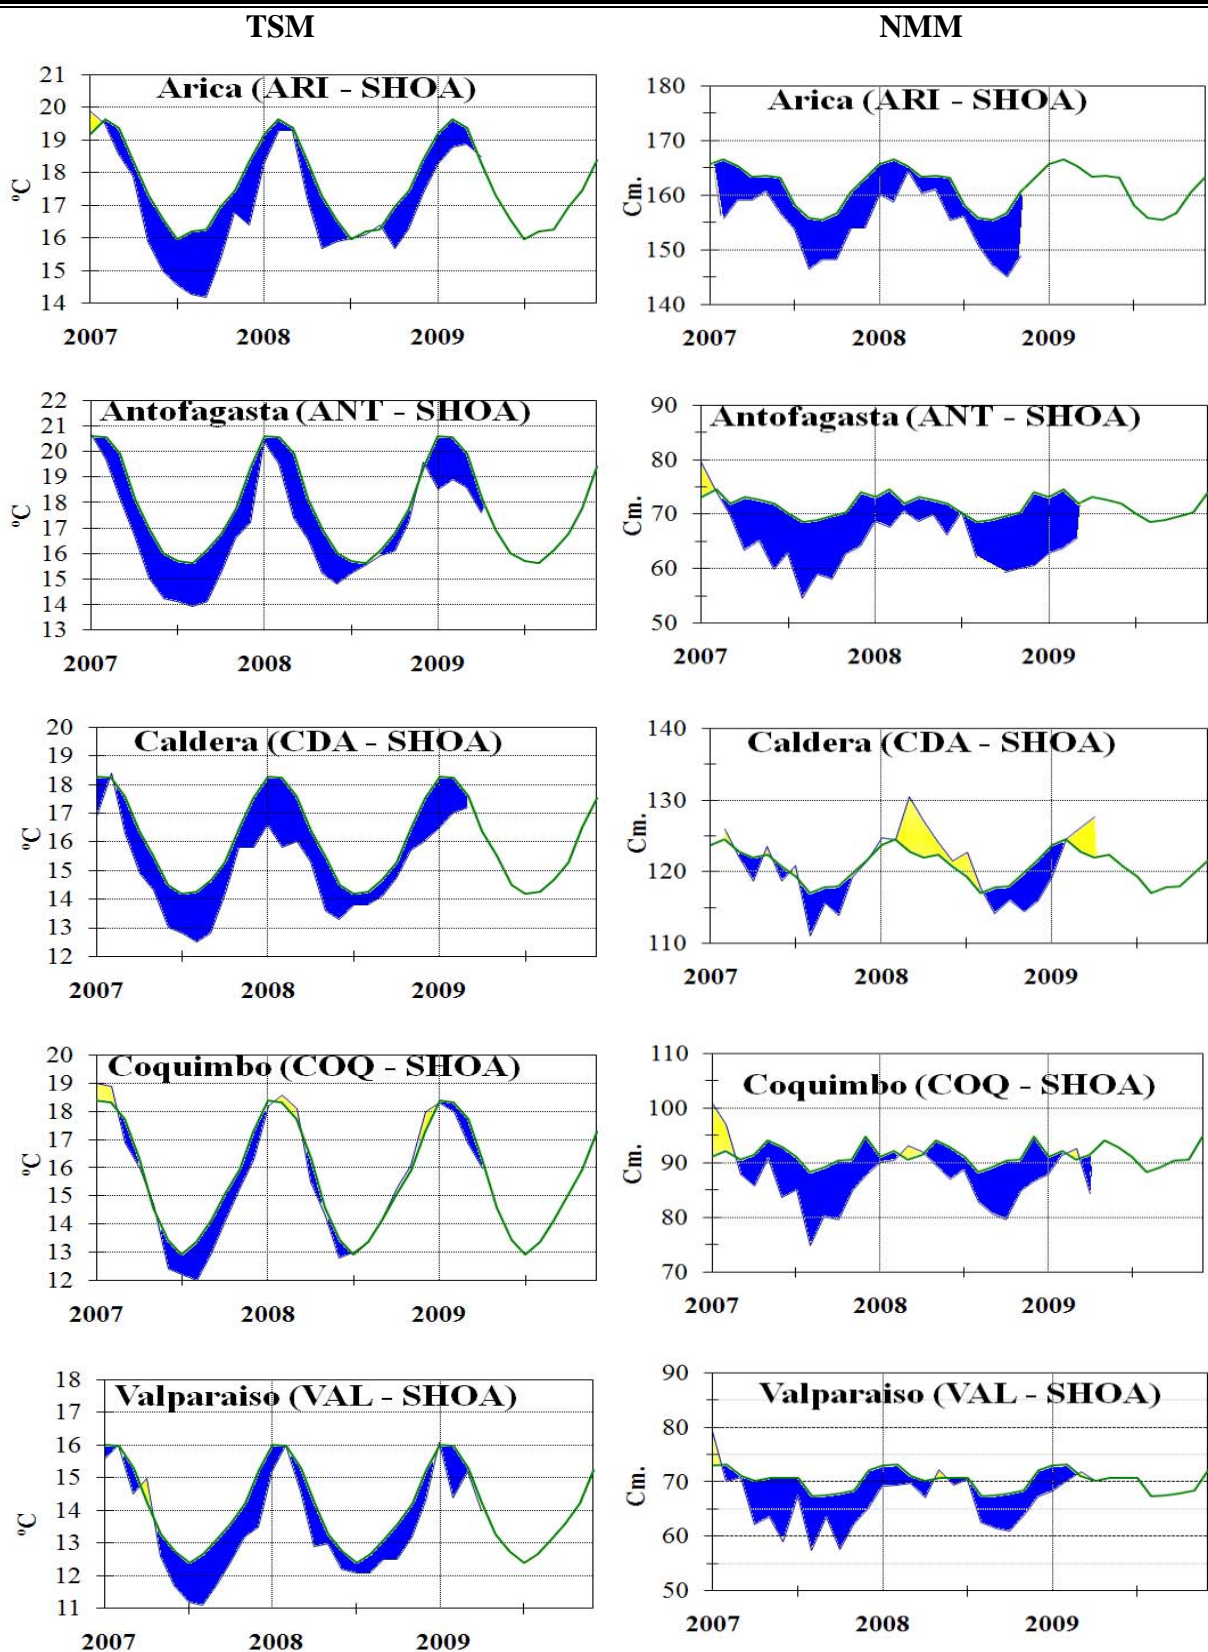 TSM
NMM
Arica (ARI - SHOA)
21
20
19
18
17
16
15
14
ºC
2007 2008 2009
Arica (ARI - SHOA)
180
170
160
150
140
Cm.
2007 2008 2009
Antofagasta (ANT - SHOA)
22
21
20
19
18
17
16
15
14
13
ºC
2007 2008 2009
Antofagasta (ANT - SHOA)
90
80
70
60
50
Cm.
2007 2008 2009
Caldera (CDA - SHOA)
20
19
18
17
16
15
14
13
12
ºC
2007 2008 2009
Caldera (CDA - SHOA)
140
130
120
110
Cm.
2007 2008 2009
Coquimbo (COQ - SHOA)
20
19
18
17
16
15
14
13
12
ºC
2007 2008 2009
Coquimbo (COQ - SHOA)
110
100
90
80
70
Cm.
2007 2008 2009
Valparaiso (VAL - SHOA)
18
17
16
15
14
13
12
11
ºC
2007 2008 2009
Valparaiso (VAL - SHOA)
90
80
70
60
50
Cm.
2007 2008 2009